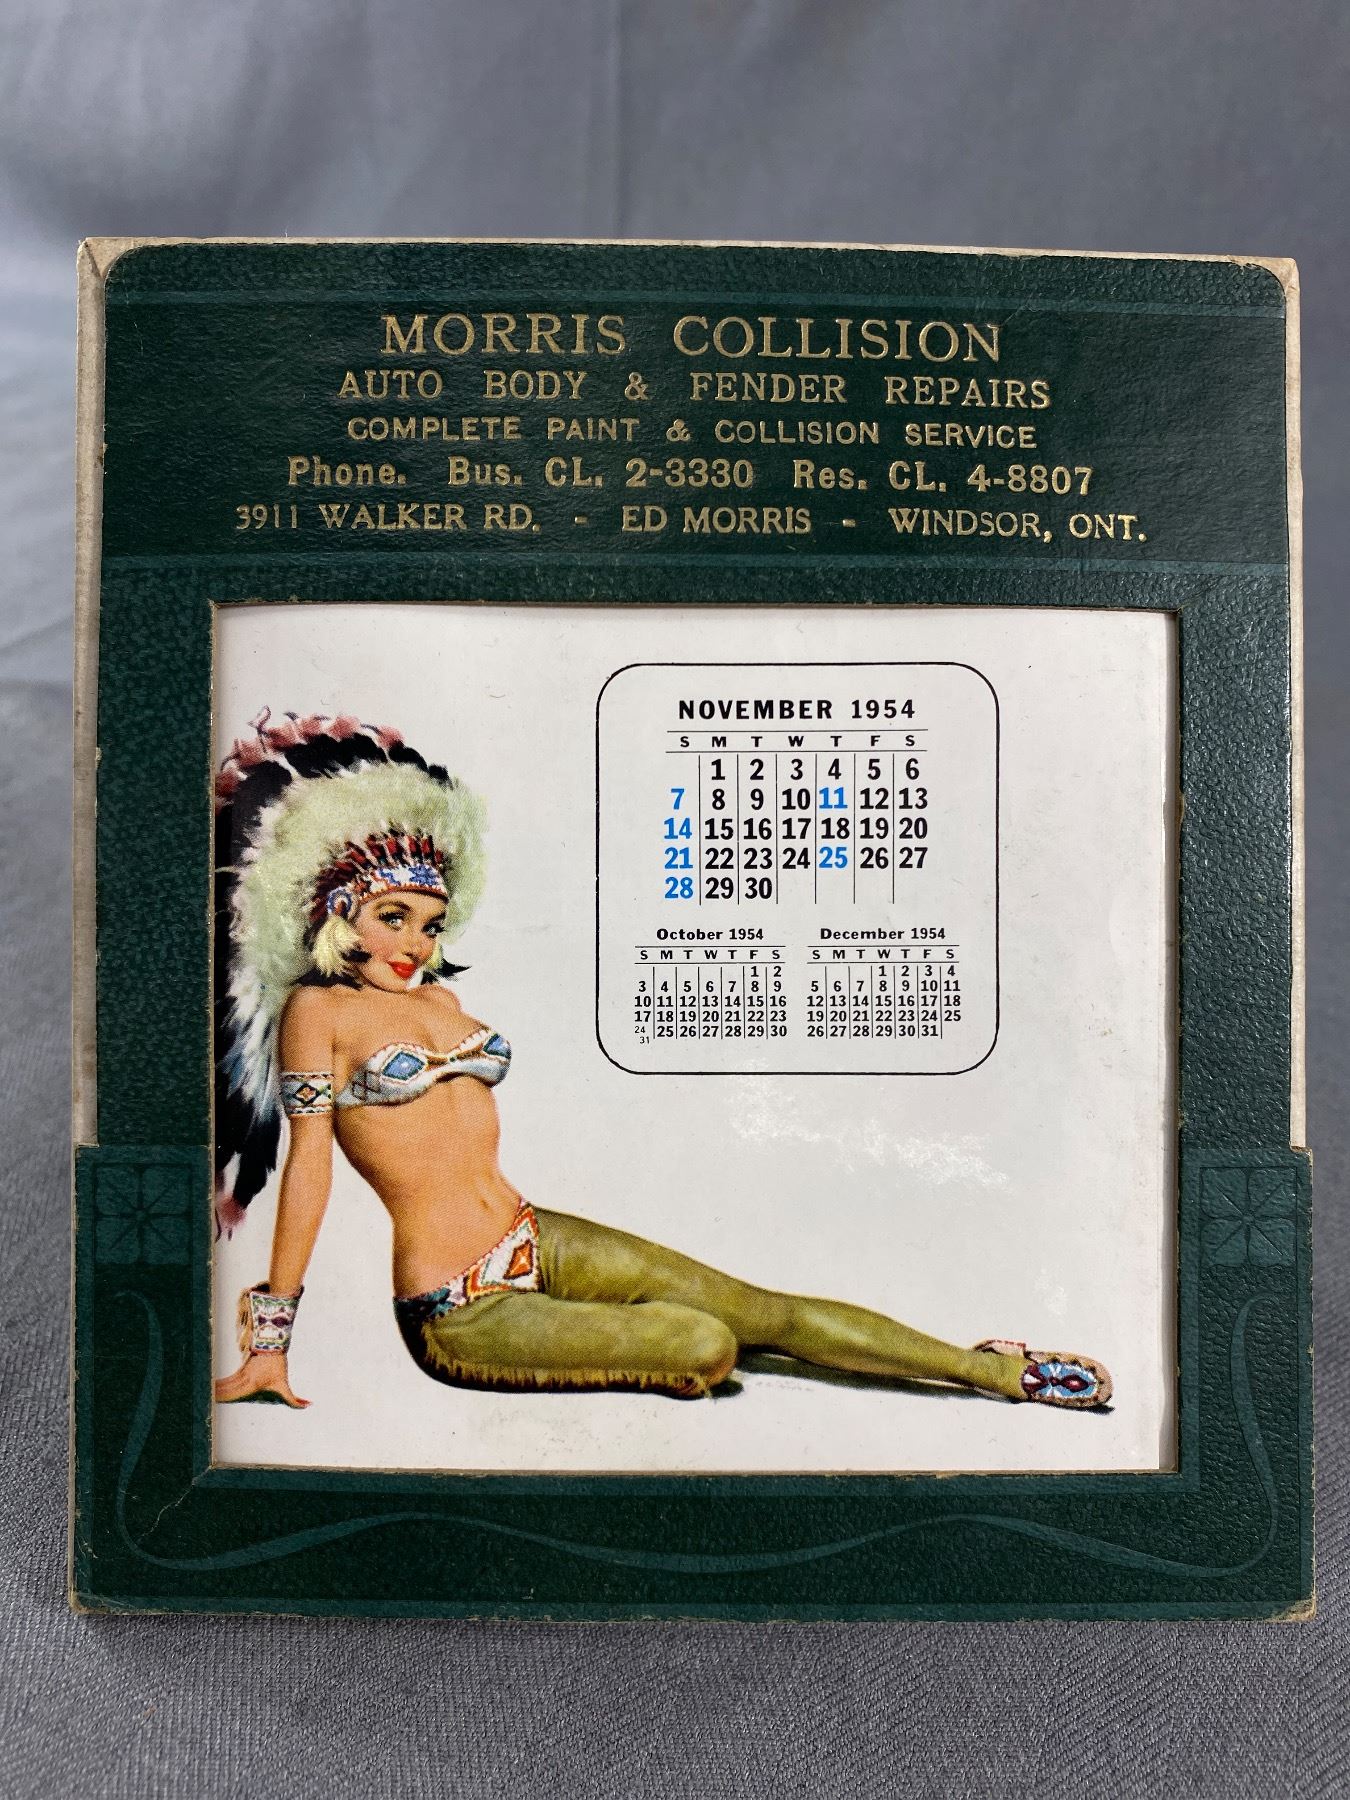 MORRIS COLLISION
AUTO BODY & FENDER REPAIRS
COMPLETE PAINT & COLLISION SERVICE
Phone. Bus. CL. 2-3330 Res. CL. 4-8807
3911 WALKER RD. - ED MORRIS - WINDSOR, ONT.
NOVEMBER 1954
S M T W T F S
1 2 3 4 5 6
7 8 9 10 11 12 13
14 15 16 17 18 19 20
21 22 23 24 25 26 27
28 29 30
October 1954
S M T W T F S
1 2
3 4 5 6 7 8 9
10 11 12 13 14 15 16
17 18 19 20 21 22 23
24 31 25 26 27 28 29 30
December 1954
S M T W T F S
1 2 3 4
5 6 7 8 9 10 11
12 13 14 15 16 17 18
19 20 21 22 23 24 25
26 27 28 29 30 31